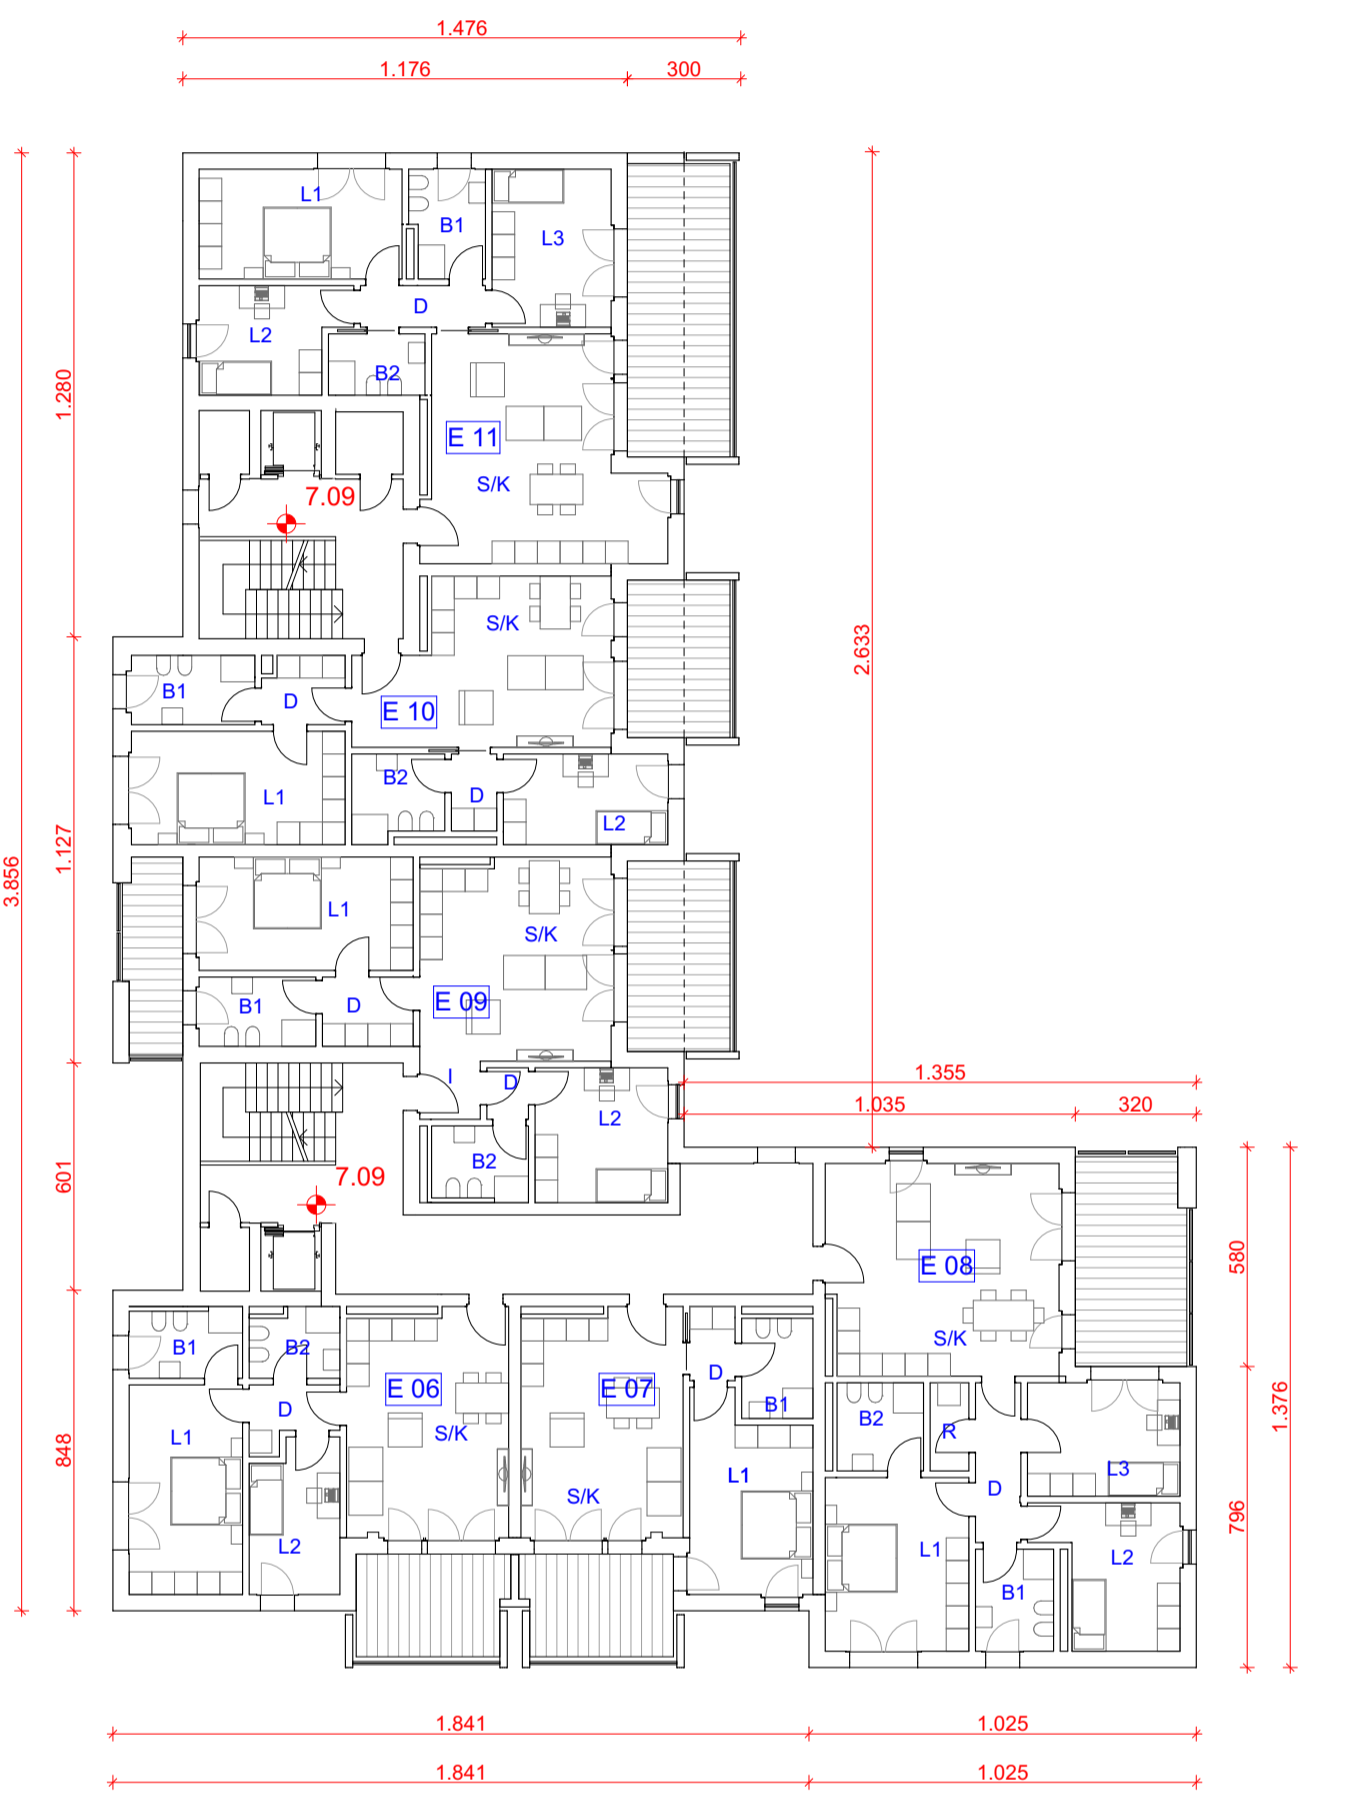 1.476
1.176
300
L1
B1
L3
D
L2
B2
1.280
E 11
S/K
7.09
2.633
S/K
B1
D
E 10
L1
B2
D
L2
1.127
3.856
L1
S/K
E 09
B1
D
I
D
L2
1.355
1.035
320
B2
7.09
601
E 08
580
S/K
B1
B2
E 06
E 07
D
D
B1
B2
R
1.376
L1
S/K
848
L1
S/K
L3
D
796
L2
L1
L2
B1
1.841
1.025
1.841
1.025